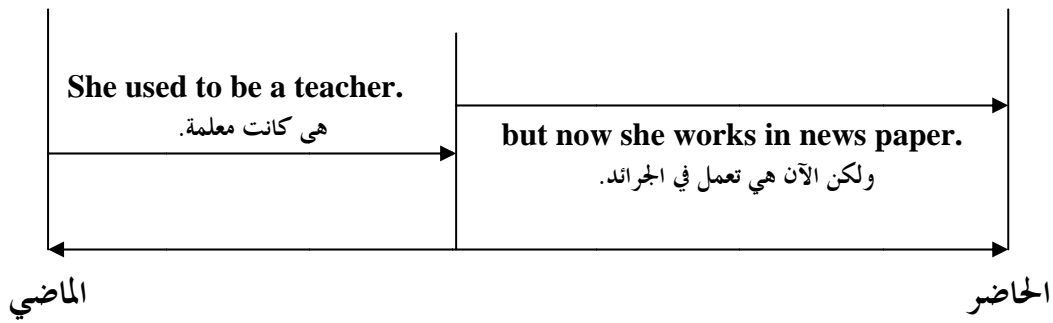 She used to be a teacher.
هى كانت معلمة.
but now she works in news paper.
ولكن الآن هي تعمل في الجرائد.
الماضي
الحاضر